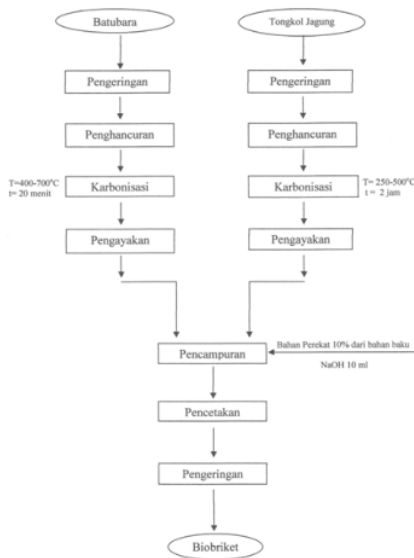 Batubara
Tongkol Jagung
Pengeringan
Pengeringan
Penghancuran
Penghancuran
T=400-700°C
t= 20 menit
Karbonisasi
Karbonisasi
T= 250-500°C
t = 2 jam
Pengayakan
Pengayakan
Pencampuran
Bahan Perekat 10% dari bahan baku
NaOH 10 ml
Pencetakan
Pengeringan
Biobriket